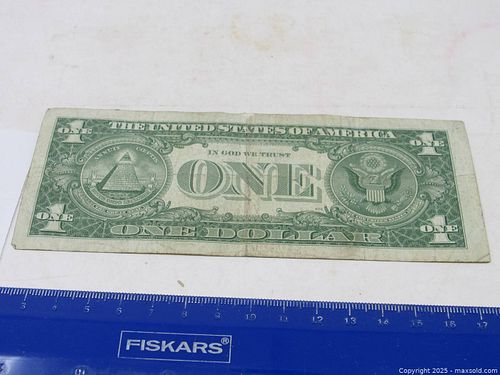 1 THE UNITED STATES OF AMERICA 1
ONE ONE
IN GOD WE TRUST
ANNUIT COEPTIS
ONE
1 1
ONE ONE
ONE DOLLAR
3 4 5 6 7 8 9 10 11 12 13 14 15 16 17
FISKARS®
Copyright 2025 - maxsold.com